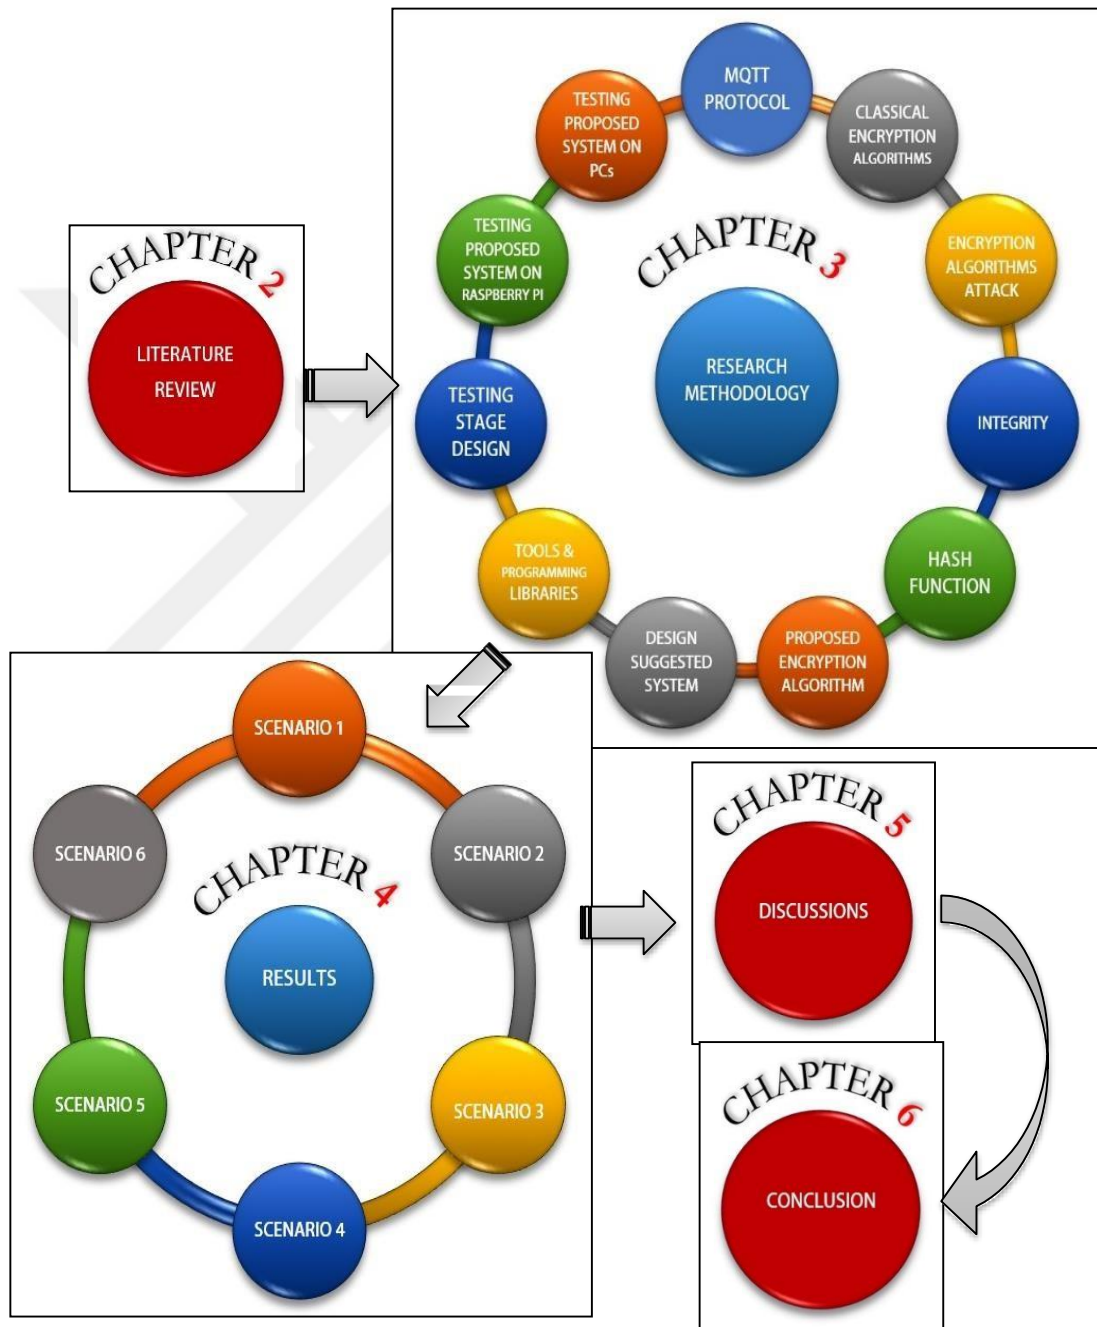 CHAPTER 2
LITERATURE
REVIEW
CHAPTER 3
RESEARCH
METHODOLOGY
MQTT
PROTOCOL
CLASSICAL
ENCRYPTION
ALGORITHMS
ENCRYPTION
ALGORITHMS
ATTACK
INTEGRITY
HASH
FUNCTION
PROPOSED
ENCRYPTION
ALGORITHM
DESIGN
SUGGESTED
SYSTEM
TOOLS &
PROGRAMMING
LIBRARIES
TESTING
STAGE
DESIGN
TESTING
PROPOSED
SYSTEM ON
RASPBERRY PI
TESTING
PROPOSED
SYSTEM ON
PCs
CHAPTER 4
RESULTS
SCENARIO 1
SCENARIO 2
SCENARIO 3
SCENARIO 4
SCENARIO 5
SCENARIO 6
CHAPTER 5
DISCUSSIONS
CHAPTER 6
CONCLUSION